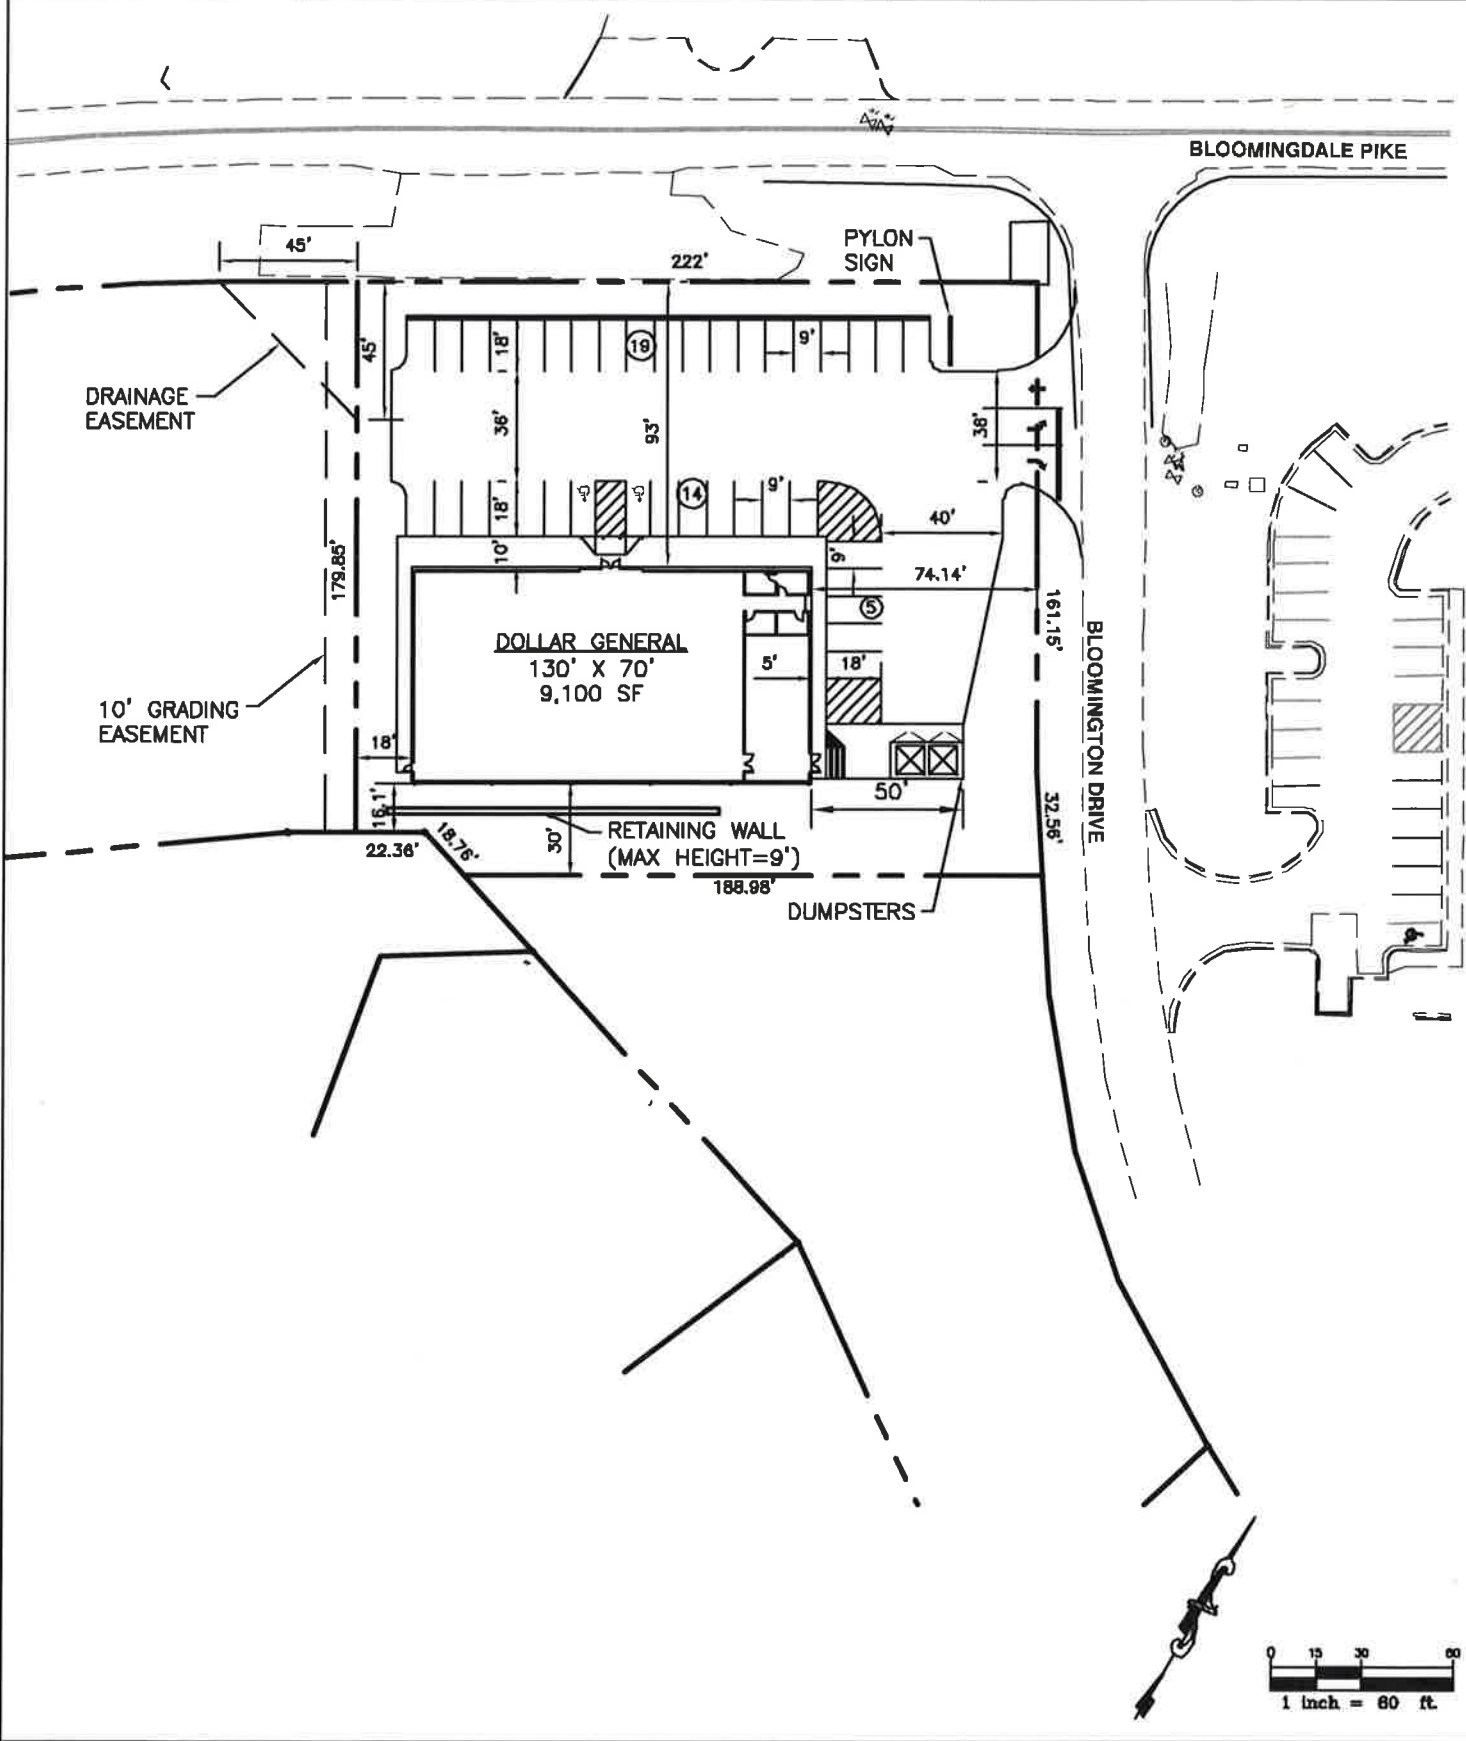 BLOOMINGDALE PIKE
PYLON
SIGN
45'
222'
45'
18'
19
9'
DRAINAGE
EASEMENT
36'
93'
38'
18'
14
9'
40'
10'
9'
74.14'
179.85'
5
161.15'
DOLLAR GENERAL
130' X 70'
9,100 SF
5'
18'
BLOOMINGTON DRIVE
10' GRADING
EASEMENT
18'
50'
16.1'
32.56'
22.36'
18.76'
30'
RETAINING WALL
(MAX HEIGHT=9')
188.98'
DUMPSTERS
0 15 30 60
1 inch = 60 ft.